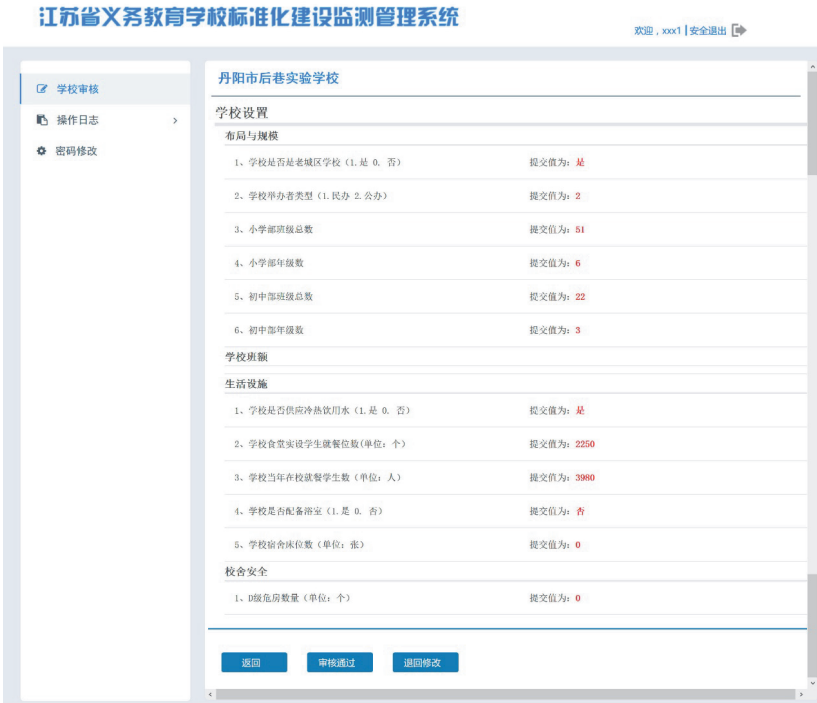 江苏省义务教育学校标准化建设监测管理系统
欢迎，xxx1 | 安全退出
学校审核
操作日志
密码修改
丹阳市后巷实验学校
学校设置
布局与规模
1、学校是否是老城区学校（1.是 0. 否） 提交值为：是
2、学校举办者类型（1.民办 2.公办） 提交值为：2
3、小学部班级总数 提交值为：51
4、小学部年级数 提交值为：6
5、初中部班级总数 提交值为：22
6、初中部年级数 提交值为：3
学校班额
生活设施
1、学校是否供应冷热饮用水（1.是 0. 否） 提交值为：是
2、学校食堂实设学生就餐位数(单位：个） 提交值为：2250
3、学校当年在校就餐学生数（单位：人） 提交值为：3980
4、学校是否配备浴室（1.是 0. 否） 提交值为：否
5、学校宿舍床位数（单位：张） 提交值为：0
校舍安全
1、D级危房数量（单位：个） 提交值为：0
返回 审核通过 退回修改